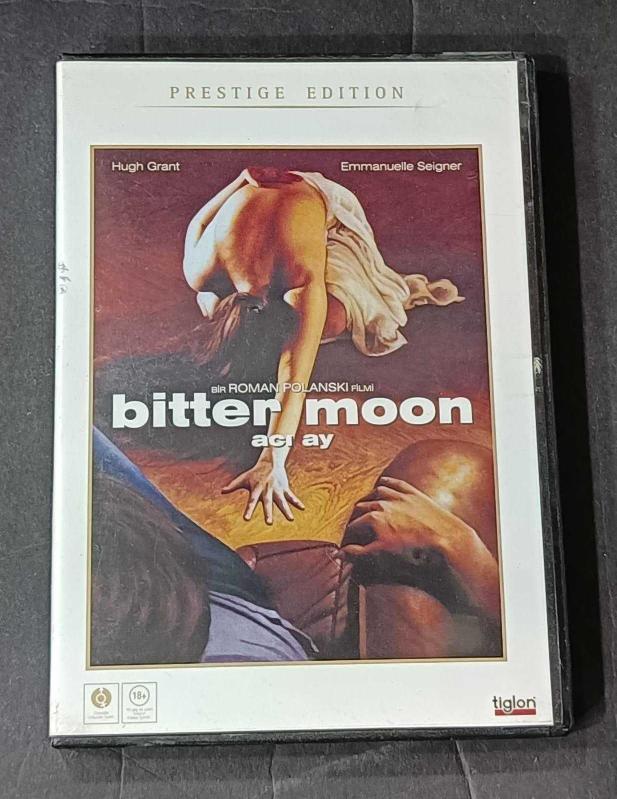 PRESTIGE EDITION
Hugh Grant
Emmanuelle Seigner
BİR ROMAN POLANSKI FİLMİ
bitter moon
acı ay
18+
tiglon